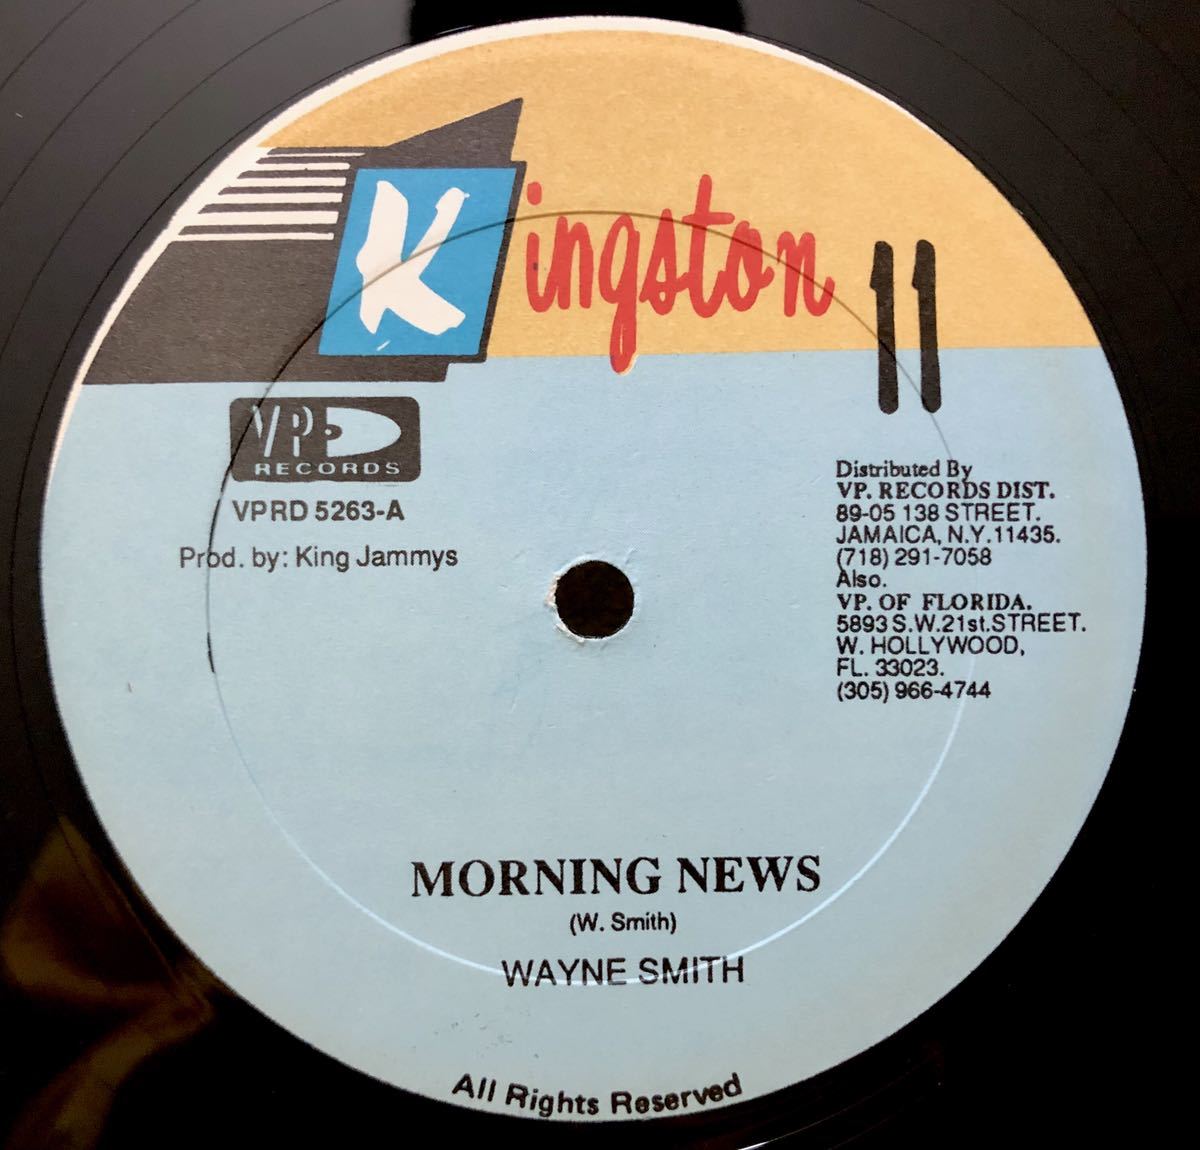 Kingston 11
VP RECORDS
VPRD 5263-A
Prod. by: King Jammys
Distributed By
VP. RECORDS DIST.
89-05 138 STREET.
JAMAICA, N.Y. 11435.
(718) 291-7058
Also.
VP. OF FLORIDA.
5893 S.W. 21st. STREET.
W. HOLLYWOOD,
FL. 33023.
(305) 966-4744
MORNING NEWS
(W. Smith)
WAYNE SMITH
All Rights Reserved